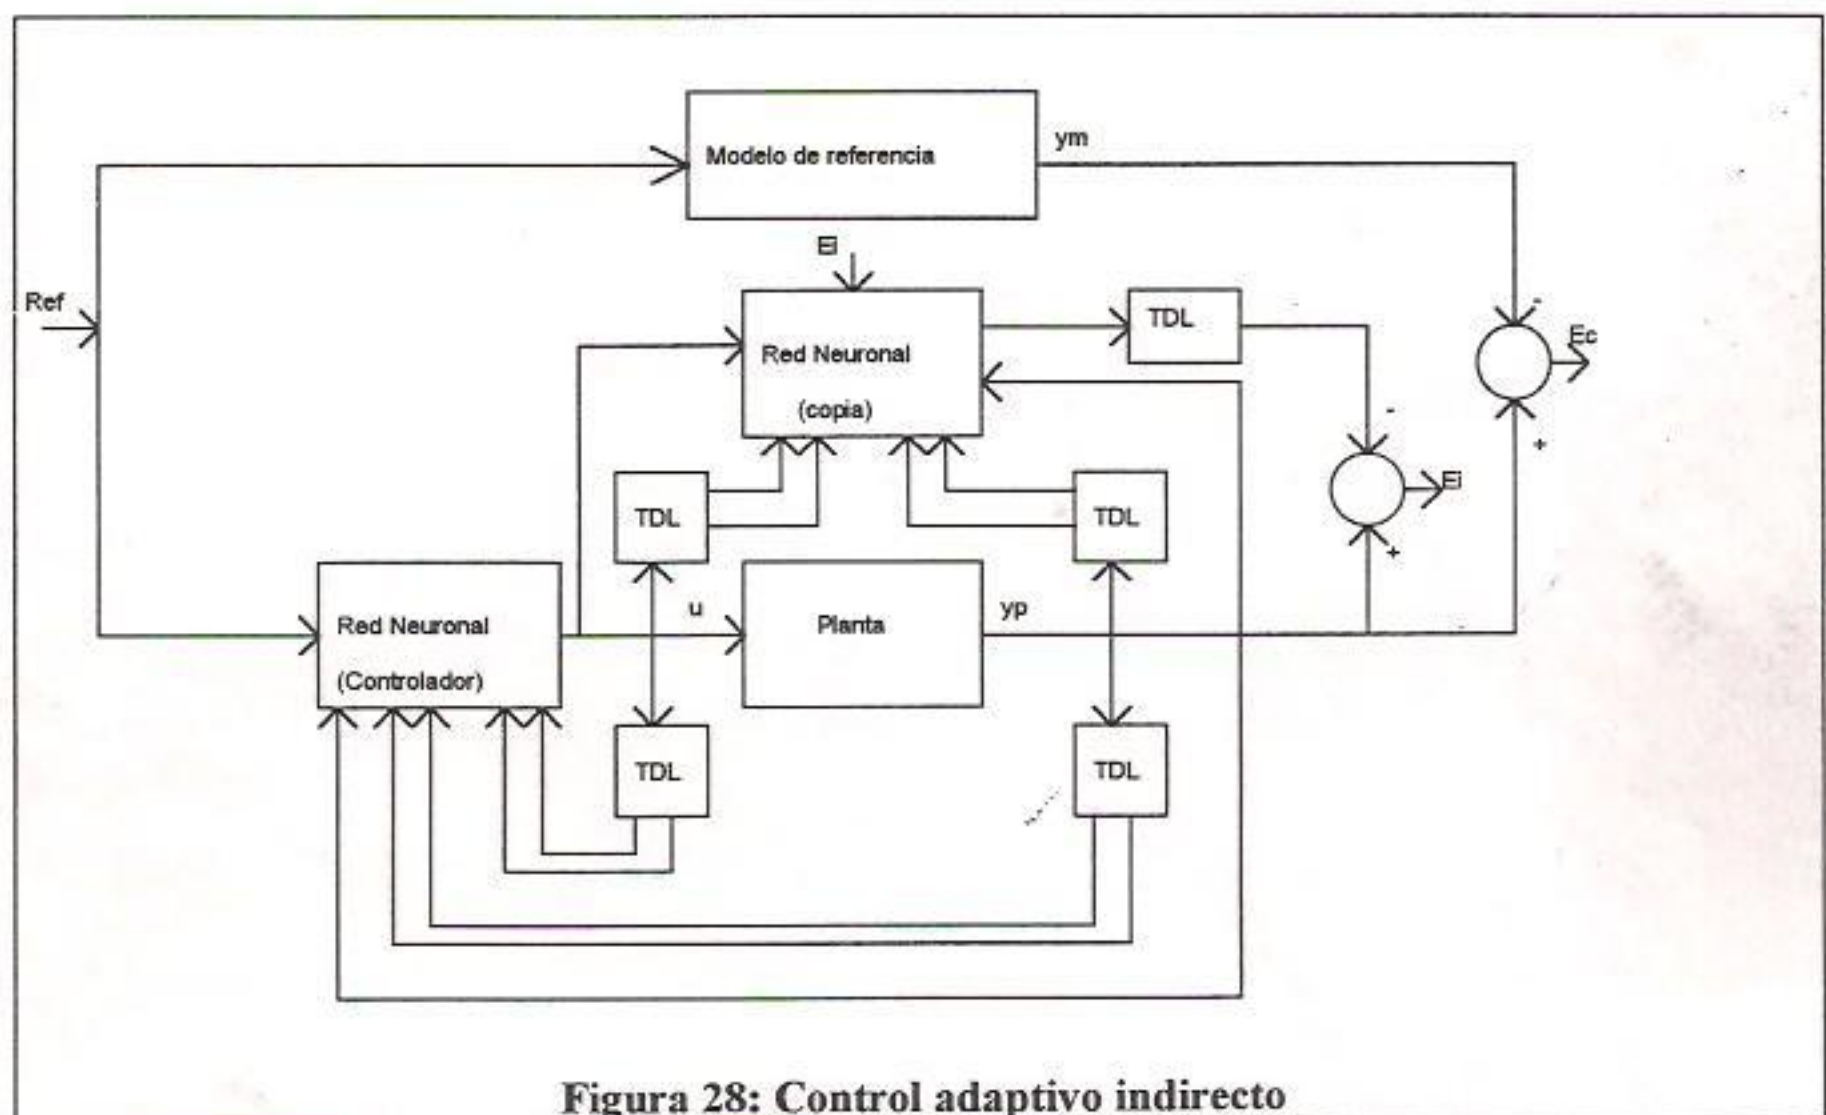 Modelo de referencia
ym
Ei
Ref
TDL
Red Neuronal
(copia)
-
Ec
-
+
Ei
TDL
TDL
+
u
yp
Red Neuronal
(Controlador)
Planta
TDL
TDL
Figura 28: Control adaptivo indirecto